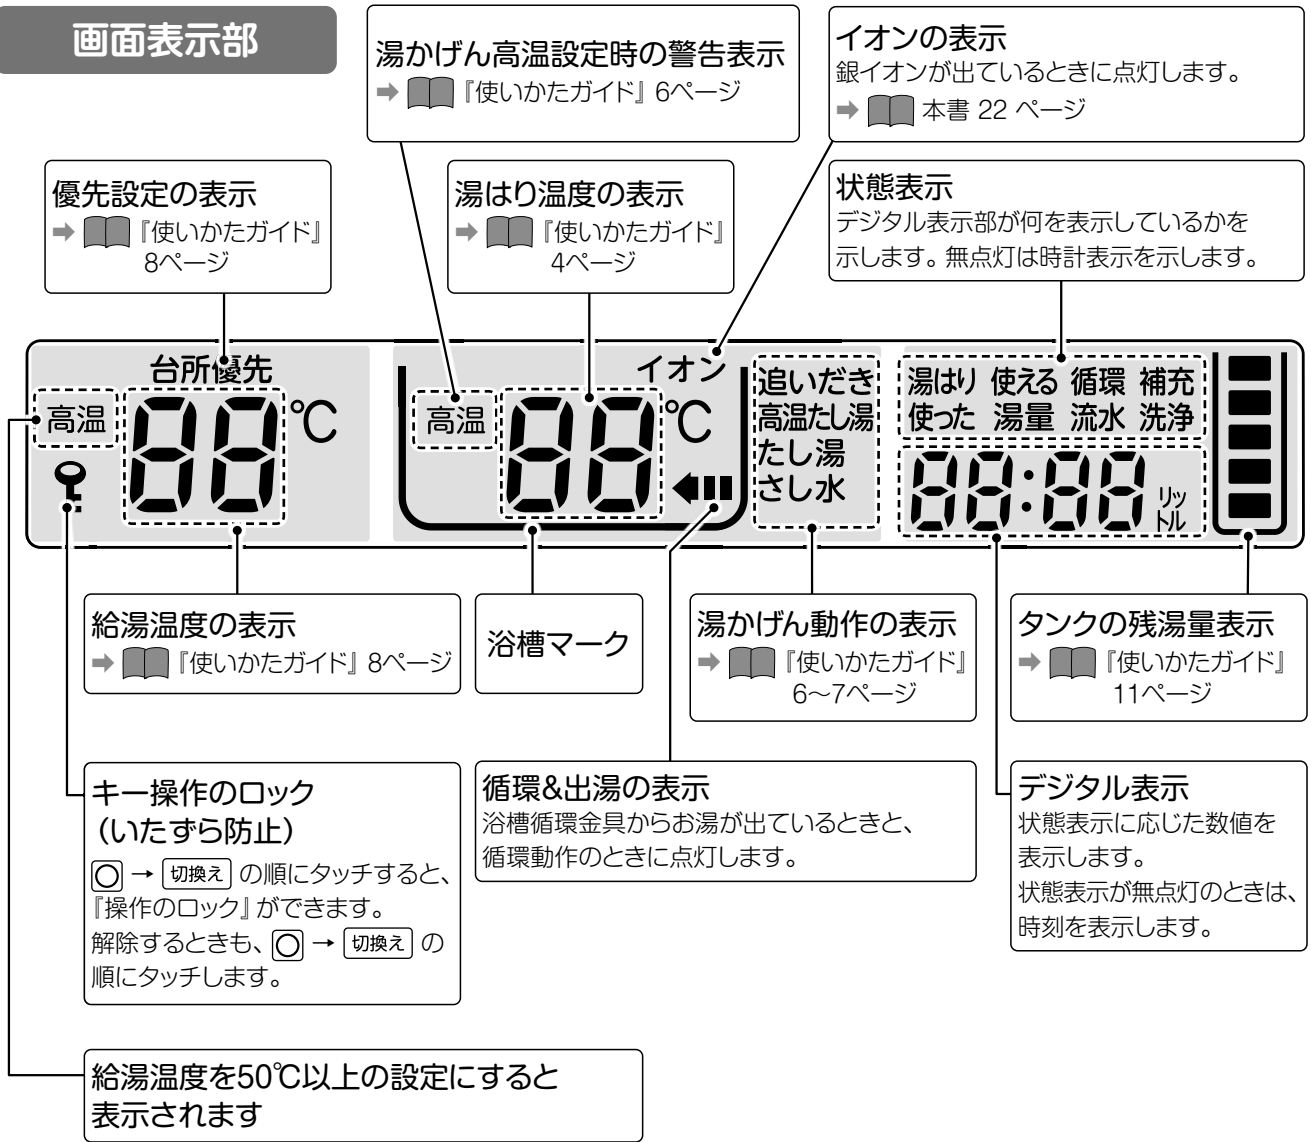 画面表示部
湯かげん高温設定時の警告表示
➡『使いかたガイド』6ページ
イオンの表示
銀イオンが出ているときに点灯します。
➡ 本書 22 ページ
優先設定の表示
➡『使いかたガイド』
8ページ
湯はり温度の表示
➡『使いかたガイド』
4ページ
状態表示
デジタル表示部が何を表示しているかを
示します。無点灯は時計表示を示します。
台所優先
高温
88℃
イオン
高温
88℃
追いだき
高温たし湯
たし湯
さし水
湯はり 使える 循環 補充
使った 湯量 流水 洗浄
88:88
リッ
トル
給湯温度の表示
➡『使いかたガイド』8ページ
浴槽マーク
湯かげん動作の表示
➡『使いかたガイド』
6〜7ページ
タンクの残湯量表示
➡『使いかたガイド』
11ページ
キー操作のロック
（いたずら防止）
○ → 切換え の順にタッチすると、
『操作のロック』ができます。
解除するときも、○ → 切換え の
順にタッチします。
循環&出湯の表示
浴槽循環金具からお湯が出ているときと、
循環動作のときに点灯します。
デジタル表示
状態表示に応じた数値を
表示します。
状態表示が無点灯のときは、
時刻を表示します。
給湯温度を50℃以上の設定にすると
表示されます